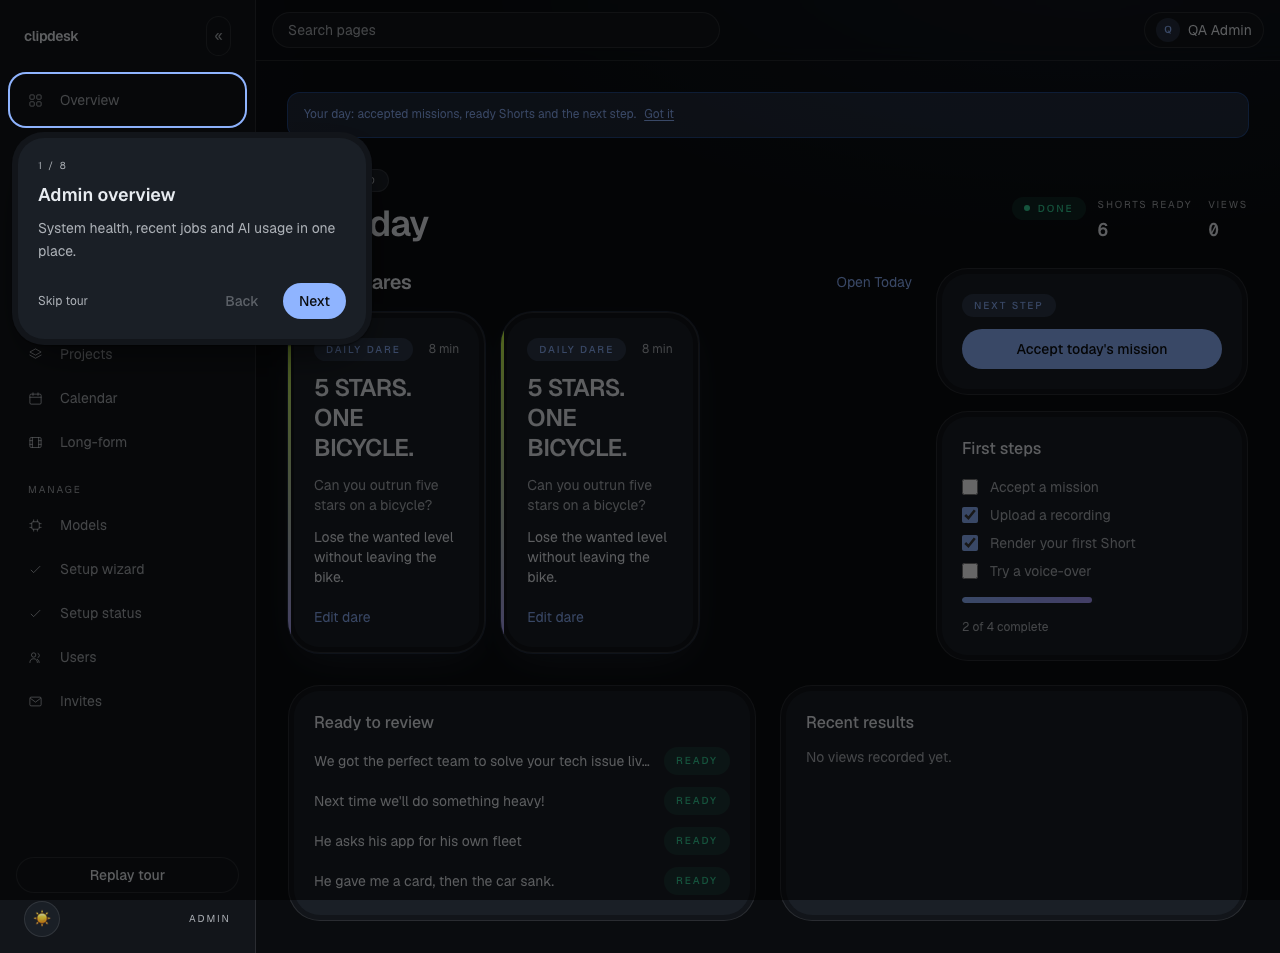 clipdesk
«
Search pages
Q
QA Admin
Overview
Your day: accepted missions, ready Shorts and the next step. Got it
1 / 8
Admin overview
System health, recent jobs and AI usage in one
place.
Skip tour
Back
Next
day
DONE
SHORTS READY
6
VIEWS
0
ares
Open Today
Projects
Calendar
Long-form
MANAGE
Models
Setup wizard
Setup status
Users
Invites
DAILY DARE
8 min
5 STARS.
ONE
BICYCLE.
Can you outrun five
stars on a bicycle?
Lose the wanted level
without leaving the
bike.
Edit dare
DAILY DARE
8 min
5 STARS.
ONE
BICYCLE.
Can you outrun five
stars on a bicycle?
Lose the wanted level
without leaving the
bike.
Edit dare
NEXT STEP
Accept today's mission
First steps
Accept a mission
Upload a recording
Render your first Short
Try a voice-over
2 of 4 complete
Ready to review
We got the perfect team to solve your tech issue liv...
READY
Next time we'll do something heavy!
READY
He asks his app for his own fleet
READY
He gave me a card, then the car sank.
READY
Recent results
No views recorded yet.
Replay tour
ADMIN